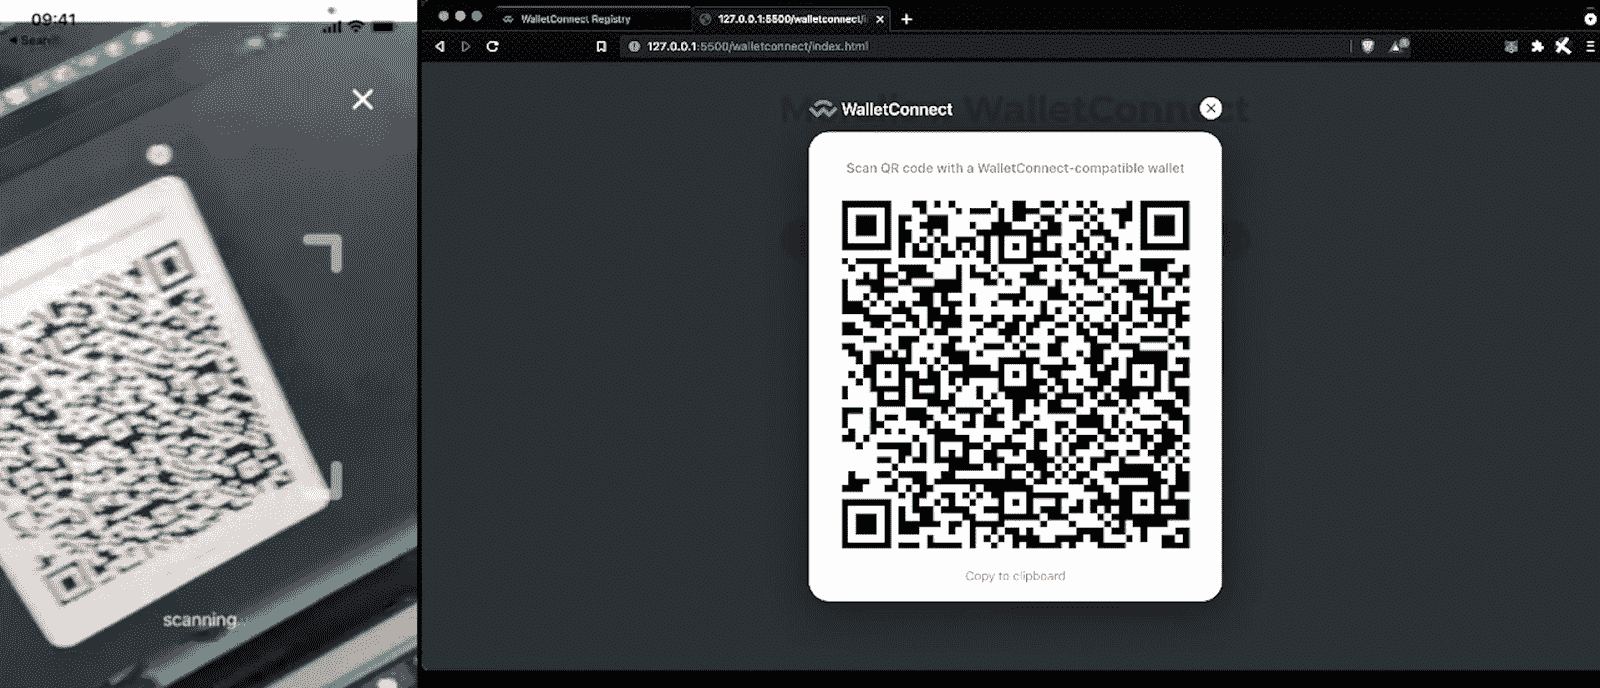 09:41
Search
scanning
WalletConnect Registry
127.0.0.1:5500/walletconnect/i
127.0.0.1:5500/walletconnect/index.html
WalletConnect
WalletConnect
Scan QR code with a WalletConnect-compatible wallet
Copy to clipboard